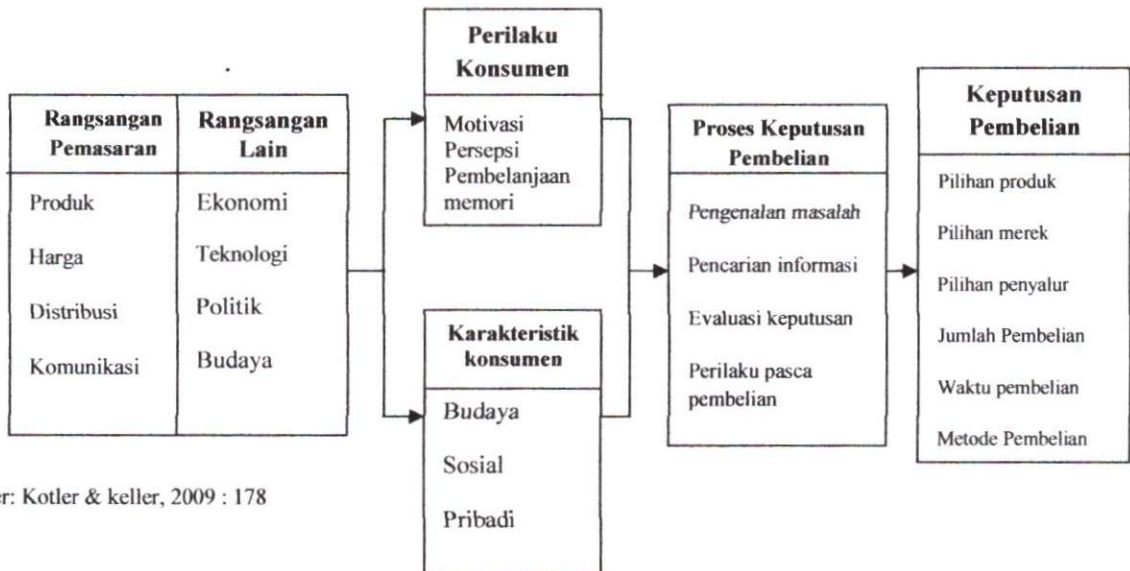 Rangsangan
Pemasaran
Produk
Harga
Distribusi
Komunikasi
Rangsangan
Lain
Ekonomi
Teknologi
Politik
Budaya
Perilaku
Konsumen
Motivasi
Persepsi
Pembelanjaan
memori
Karakteristik
konsumen
Budaya
Sosial
Pribadi
Proses Keputusan
Pembelian
Pengenalan masalah
Pencarian informasi
Evaluasi keputusan
Perilaku pasca
pembelian
Keputusan
Pembelian
Pilihan produk
Pilihan merek
Pilihan penyalur
Jumlah Pembelian
Waktu pembelian
Metode Pembelian
er: Kotler & keller, 2009 : 178